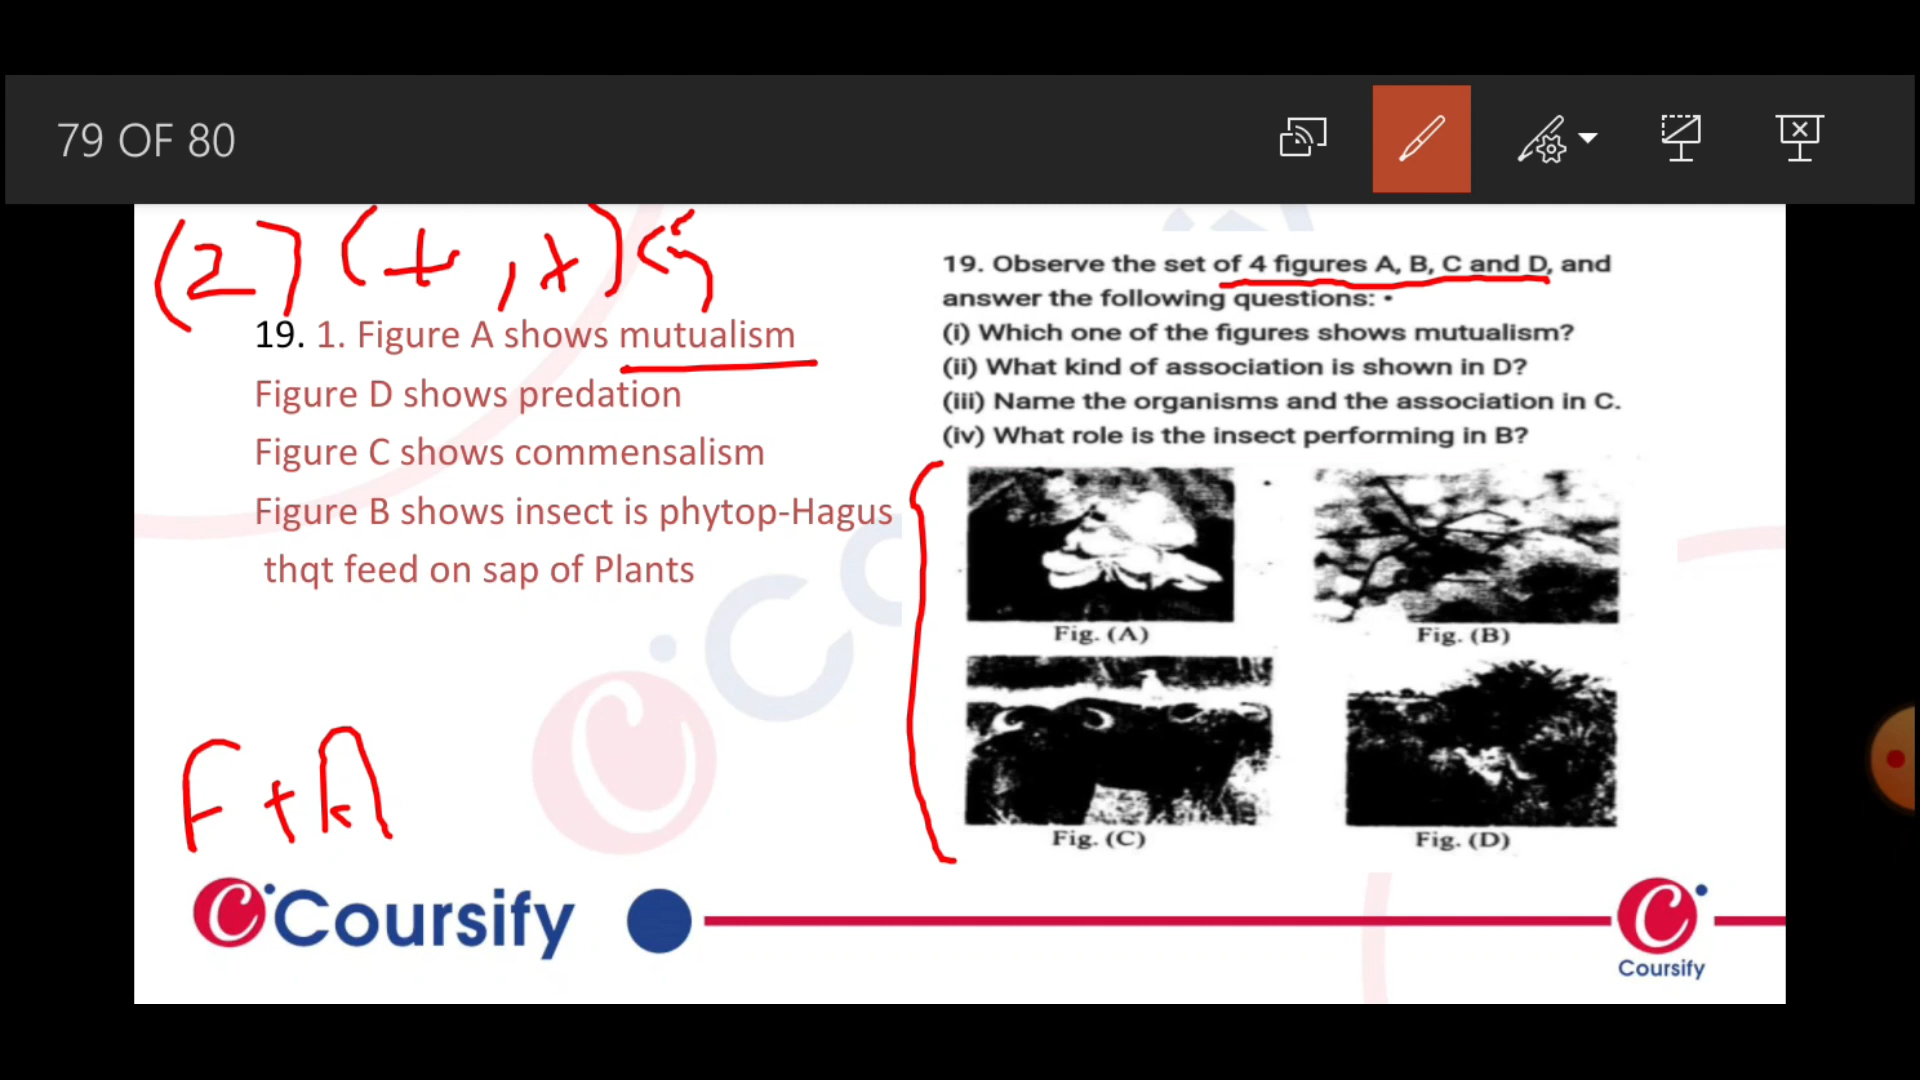 79 OF 80
19. 1. Figure A shows mutualism
Figure D shows predation
Figure C shows commensalism
Figure B shows insect is phytop-Hagus
thqt feed on sap of Plants
F+A
19. Observe the set of 4 figures A, B, C and D, and
answer the following questions: •
(i) Which one of the figures shows mutualism?
(ii) What kind of association is shown in D?
(iii) Name the organisms and the association in C.
(iv) What role is the insect performing in B?
Fig. (A)
Fig. (B)
Fig. (C)
Fig. (D)
Coursify
Coursify